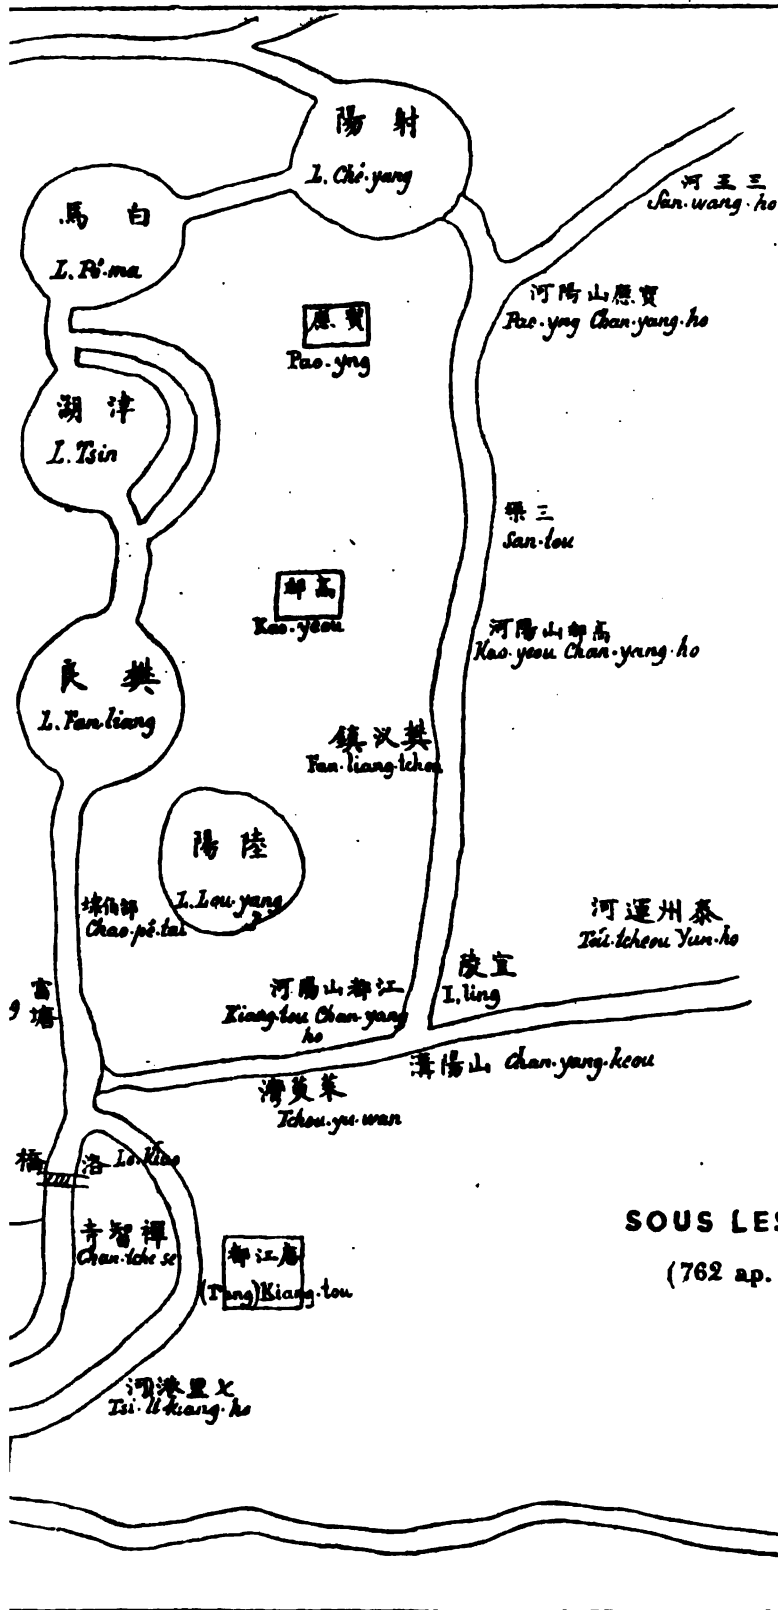 陽射
L. Ché-yang
河王三
San-wang-ho
馬白
L. Pé-ma
河陽山應寶
Pao-yng Chan-yang-ho
應寶
Pao-yng
湖津
L. Tsin
三
San-tou
郵高
Kao-yeou
河陽山郵高
Kao-yeou Chan-yang-ho
良樊
L. Fan-liang
鎮 樊
Fan-liang-tchen
陽陸
L. Lou-yang
埭伯邵
Chao-pé-tai
河運州泰
Tai-tcheou Yun-ho
陵宜
I-ling
河陽山都江
Kiang-tou Chan-yang
ho
塘
溝陽山 Chan-yang-keou
灣萸茱
Tchou-yu-wan
橋洛 Lo-kiao
寺智禪
Chan-tche-se
都江唐
(Tang) Kiang-tou
SOUS LES
(762 ap.
河港里七
Tsi-li-kiang-ho